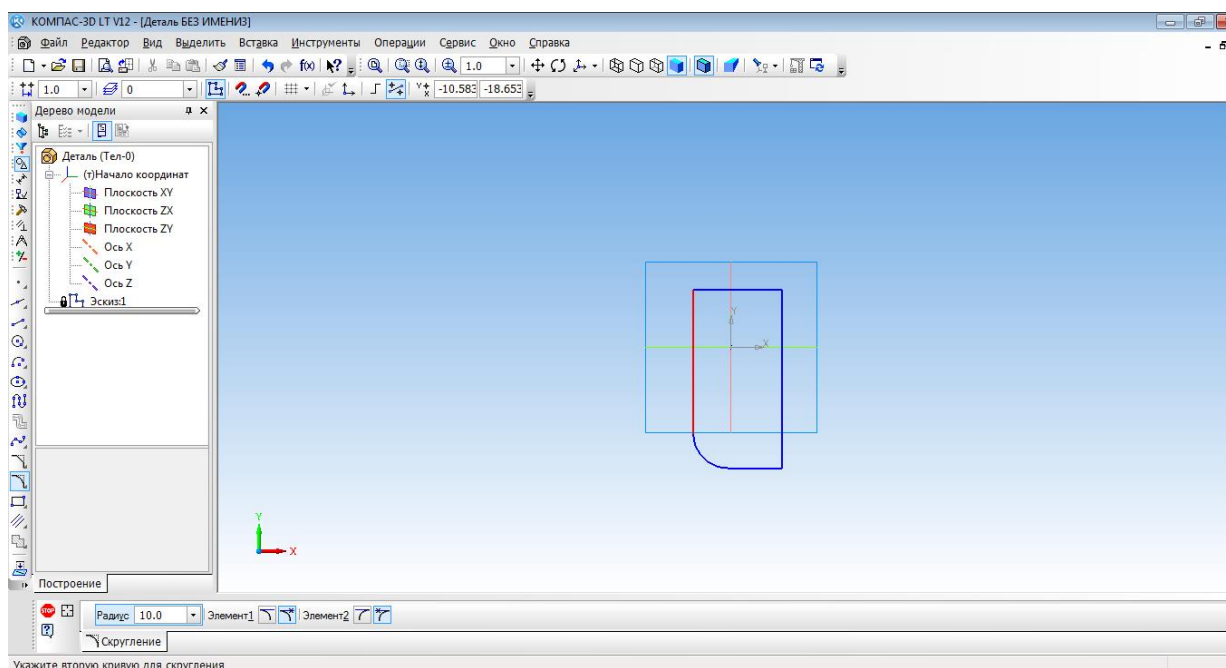 КОМПАС-3D LT V12 - [Деталь БЕЗ ИМЕНИ3]
Файл Редактор Вид Выделить Вставка Инструменты Операции Сервис Окно Справка
1.0
1.0 0 -10.583 -18.653
Дерево модели
Деталь (Тел-0)
(т)Начало координат
Плоскость XY
Плоскость ZX
Плоскость ZY
Ось X
Ось Y
Ось Z
Эскиз:1
Y
X
Y
X
Построение
STOP Радиус 10.0 Элемент1 Элемент2
Скругление
Укажите вторую кривую для скругления